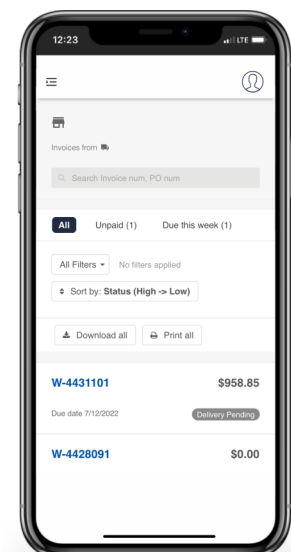 12:23 LTE
Invoices from
Search Invoice num, PO num
All Unpaid (1) Due this week (1)
All Filters No filters applied
Sort by: Status (High -> Low)
Download all Print all
W-4431101 $958.85
Due date 7/12/2022 Delivery Pending
W-4428091 $0.00